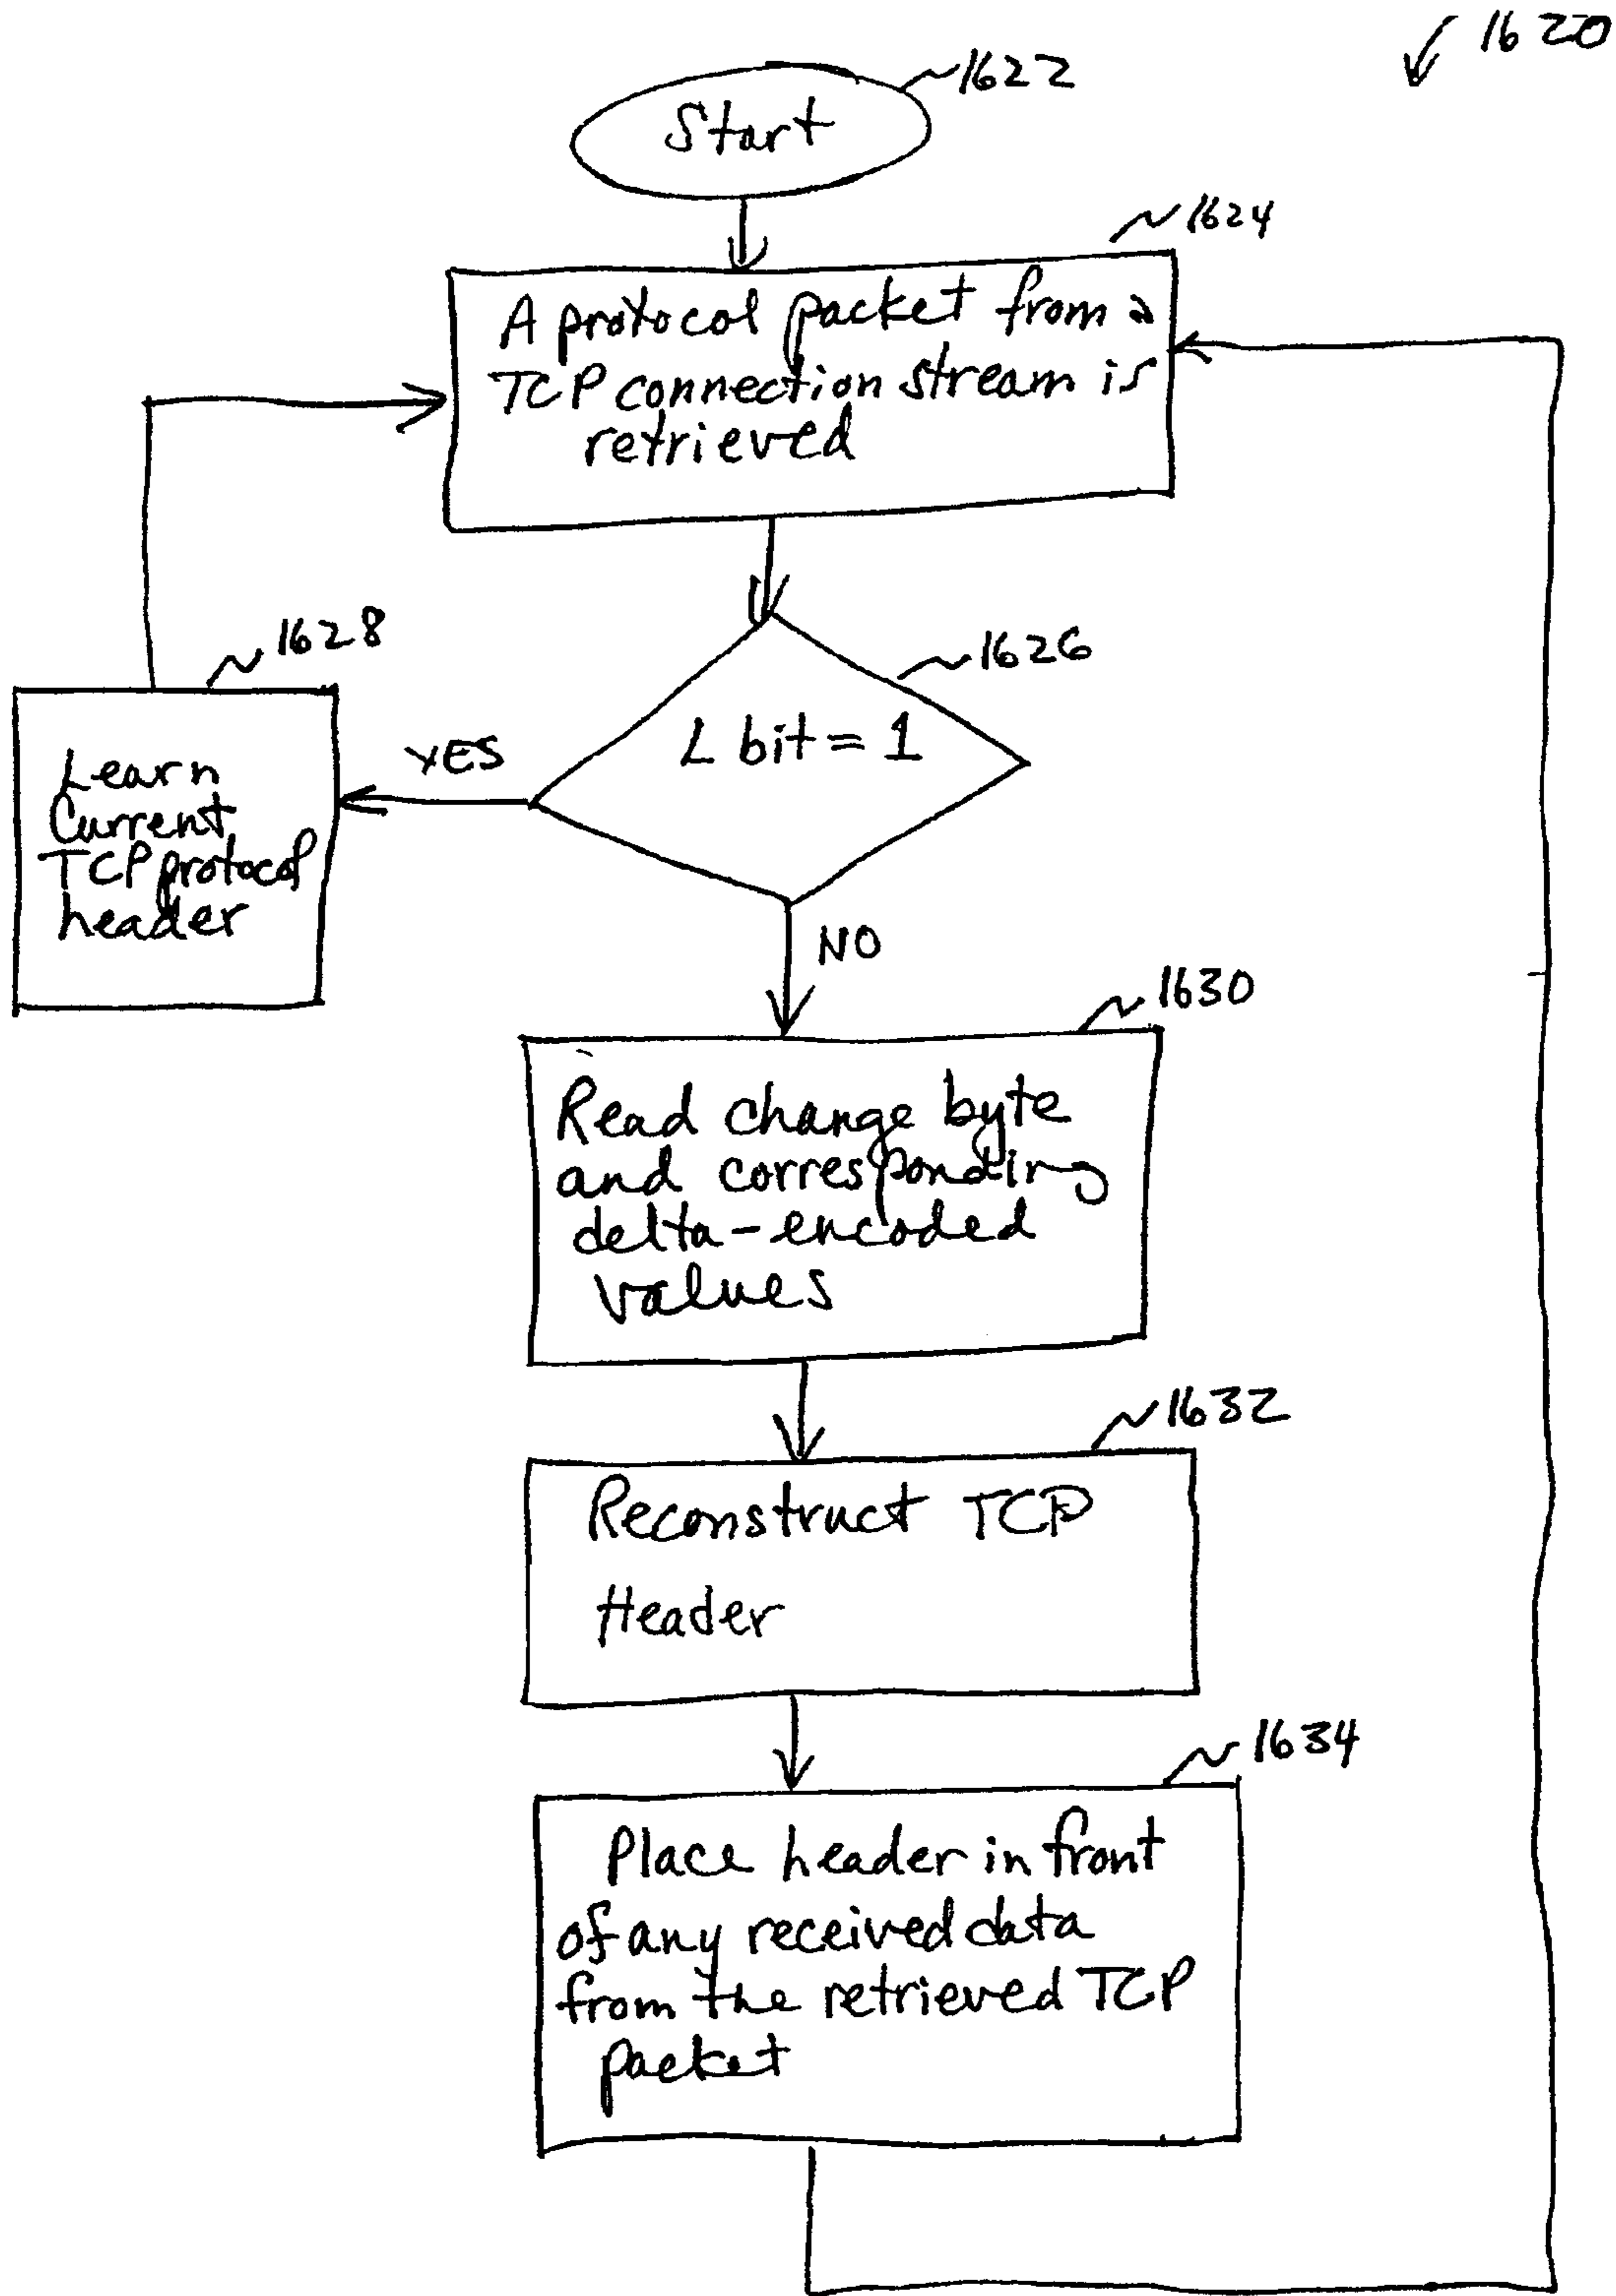 1620
1622
Start
1624
A protocol packet from a
TCP connection stream is
retrieved
1628
1626
L bit = 1
YES
Learn
Current
TCP protocol
header
NO
1630
Read change byte
and corresponding
delta-encoded
values
1632
Reconstruct TCP
Header
1634
Place header in front
of any received data
from the retrieved TCP
packet